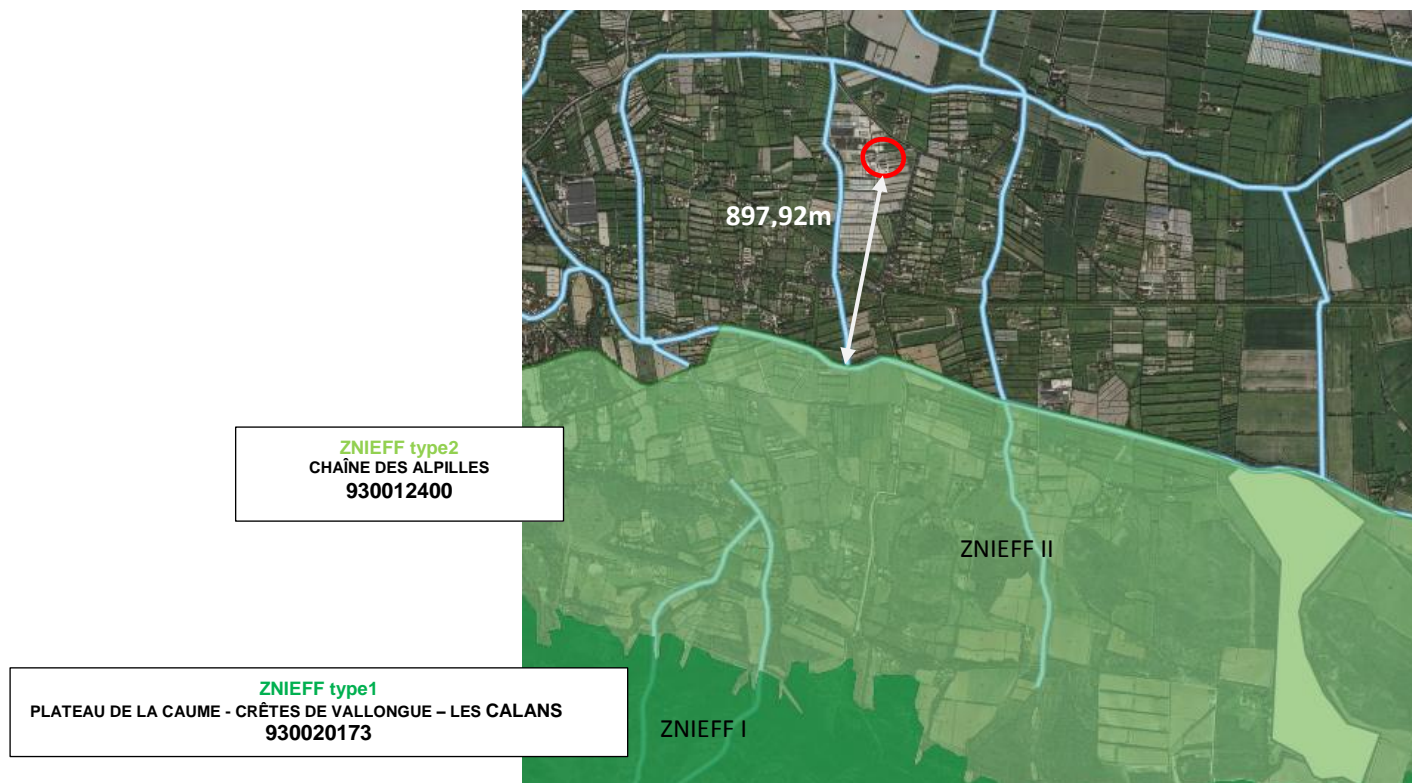 897,92m
ZNIEFF type2
CHAÎNE DES ALPILLES
930012400
ZNIEFF II
ZNIEFF type1
PLATEAU DE LA CAUME - CRÊTES DE VALLONGUE – LES CALANS
930020173
ZNIEFF I